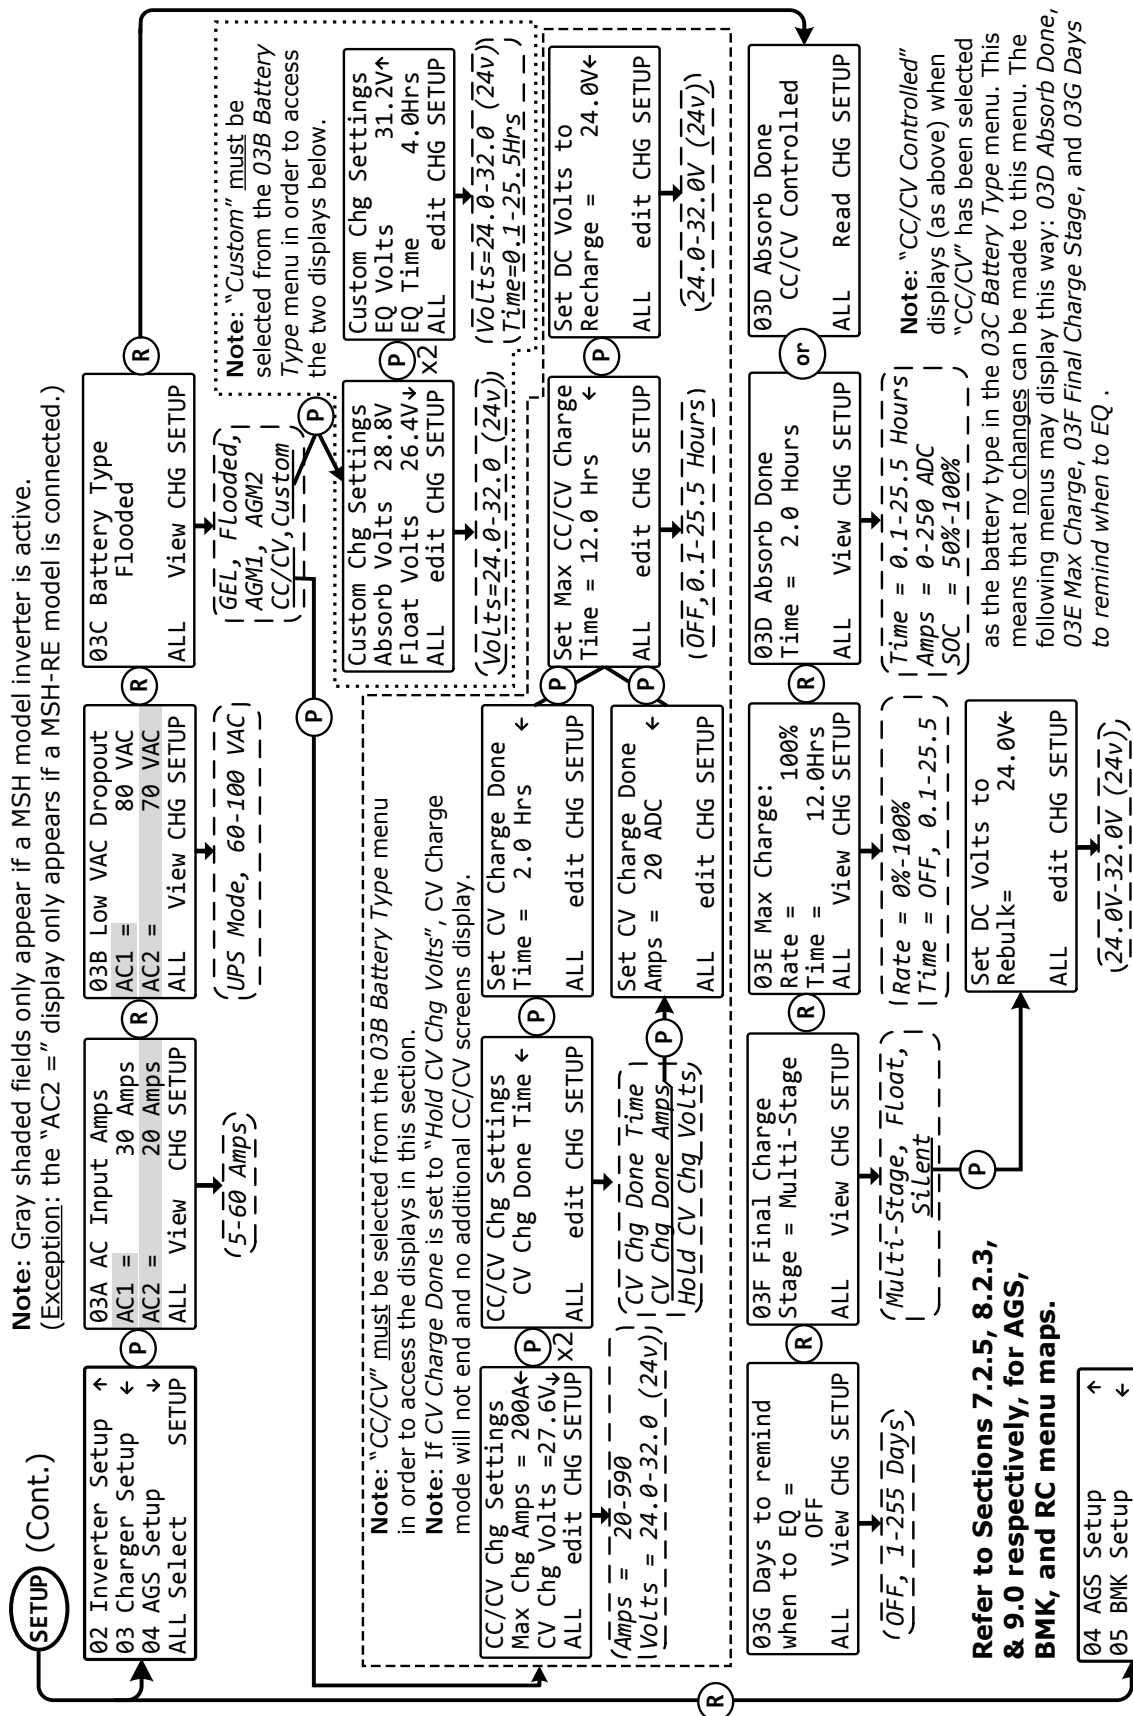 SETUP (Cont.)
Note: Gray shaded fields only appear if a MSH model inverter is active.
(Exception: the "AC2 =" display only appears if a MSH-RE model is connected.)
02 Inverter Setup ↑
03 Charger Setup ←
04 AGS Setup ↓
ALL Select SETUP
P
03A AC Input Amps
AC1 = 30 Amps
AC2 = 20 Amps
ALL View CHG SETUP
(5-60 Amps)
R
03B Low VAC Dropout
AC1 = 80 VAC
AC2 = 70 VAC
ALL View CHG SETUP
(UPS Mode, 60-100 VAC)
R
03C Battery Type
Flooded
ALL View CHG SETUP
(GEL, Flooded,
AGM1, AGM2
CC/CV, Custom)
R
P
P
Note: "Custom" must be
selected from the 03B Battery
Type menu in order to access
the two displays below.
Custom Chg Settings
Absorb Volts 28.8V
Float Volts 26.4V↓
ALL edit CHG SETUP
(Volts=24.0-32.0 (24v))
P
x2
Custom Chg Settings
EQ Volts 31.2V↑
EQ Time 4.0Hrs
ALL edit CHG SETUP
(Volts=24.0-32.0 (24v)
Time=0.1-25.5Hrs)
Note: "CC/CV" must be selected from the 03B Battery Type menu
in order to access the displays in this section.
Note: If CV Charge Done is set to "Hold CV Chg Volts", CV Charge
mode will not end and no additional CC/CV screens display.
CC/CV Chg Settings
Max Chg Amps = 200A←
CV Chg Volts =27.6V↓
ALL edit CHG SETUP
(Amps = 20-990
Volts = 24.0-32.0 (24v))
P
x2
CC/CV Chg Settings
CV Chg Done Time ←
ALL edit CHG SETUP
(CV Chg Done Time
CV Chg Done Amps
Hold CV Chg Volts)
P
P
Set CV Charge Done
Time = 2.0 Hrs ←
ALL edit CHG SETUP
Set CV Charge Done
Amps = 20 ADC ←
ALL edit CHG SETUP
P
P
Set Max CC/CV Charge
Time = 12.0 Hrs ←
ALL edit CHG SETUP
(OFF,0.1-25.5 Hours)
P
Set DC Volts to
Recharge = 24.0V←
ALL edit CHG SETUP
(24.0-32.0V (24v))
03G Days to remind
when to EQ =
OFF
ALL View CHG SETUP
(OFF, 1-255 Days)
R
03F Final Charge
Stage = Multi-Stage
ALL View CHG SETUP
(Multi-Stage, Float,
Silent)
P
R
03E Max Charge:
Rate = 100%
Time = 12.0Hrs
ALL View CHG SETUP
(Rate = 0%-100%
Time = OFF, 0.1-25.5)
R
03D Absorb Done
Time = 2.0 Hours
ALL View CHG SETUP
(Time = 0.1-25.5 Hours
Amps = 0-250 ADC
SOC = 50%-100%)
or
03D Absorb Done
CC/CV Controlled
ALL Read CHG SETUP
Set DC Volts to
Rebulk= 24.0V←
ALL edit CHG SETUP
(24.0V-32.0V (24v))
Note: "CC/CV Controlled"
displays (as above) when
"CC/CV" has been selected
as the battery type in the 03C Battery Type menu. This
means that no changes can be made to this menu. The
following menus may display this way: 03D Absorb Done,
03E Max Charge, 03F Final Charge Stage, and 03G Days
to remind when to EQ .
Refer to Sections 7.2.5, 8.2.3,
& 9.0 respectively, for AGS,
BMK, and RC menu maps.
R
04 AGS Setup ↑
05 BMK Setup ←